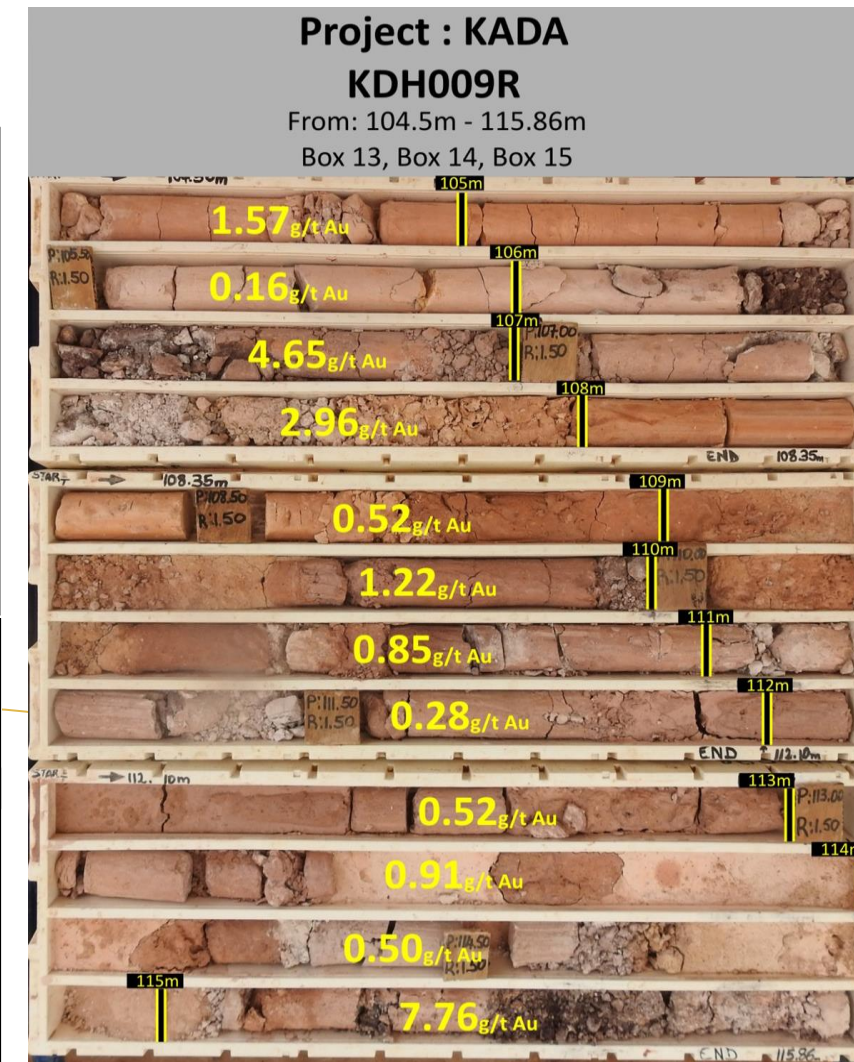 Project : KADA
KDH009R
From: 104.5m - 115.86m
Box 13, Box 14, Box 15
104.50m
105m
1.57g/t Au
P:105.50
R:1.50
106m
0.16g/t Au
107m
P:107.00
R:1.50
4.65g/t Au
108m
2.96g/t Au
END 108.35m
START 108.35m
109m
P:108.50
R:1.50
0.52g/t Au
110m
R:1.50
1.22g/t Au
111m
0.85g/t Au
112m
P:111.50
R:1.50
0.28g/t Au
END 112.10m
START 112.10m
113m
P:113.00
R:1.50
0.52g/t Au
114m
0.91g/t Au
0.50g/t Au
P:114.50
R:1.50
115m
7.76g/t Au
END 115.86